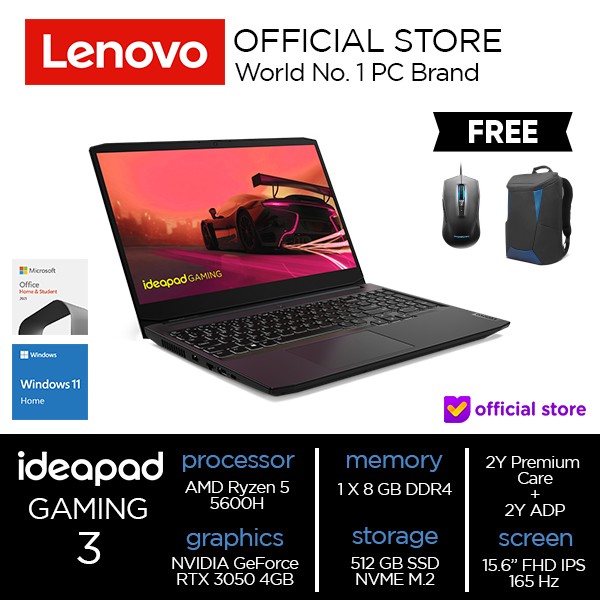 Lenovo
OFFICIAL STORE
World No. 1 PC Brand
FREE
ideapad GAMING
Microsoft
Office
Home & Student
2021
Windows
Windows 11
Home
official store
ideapad
GAMING
3
processor
AMD Ryzen 5
5600H
graphics
NVIDIA GeForce
RTX 3050 4GB
memory
1 X 8 GB DDR4
storage
512 GB SSD
NVME M.2
2Y Premium
Care
+
2Y ADP
screen
15.6” FHD IPS
165 Hz